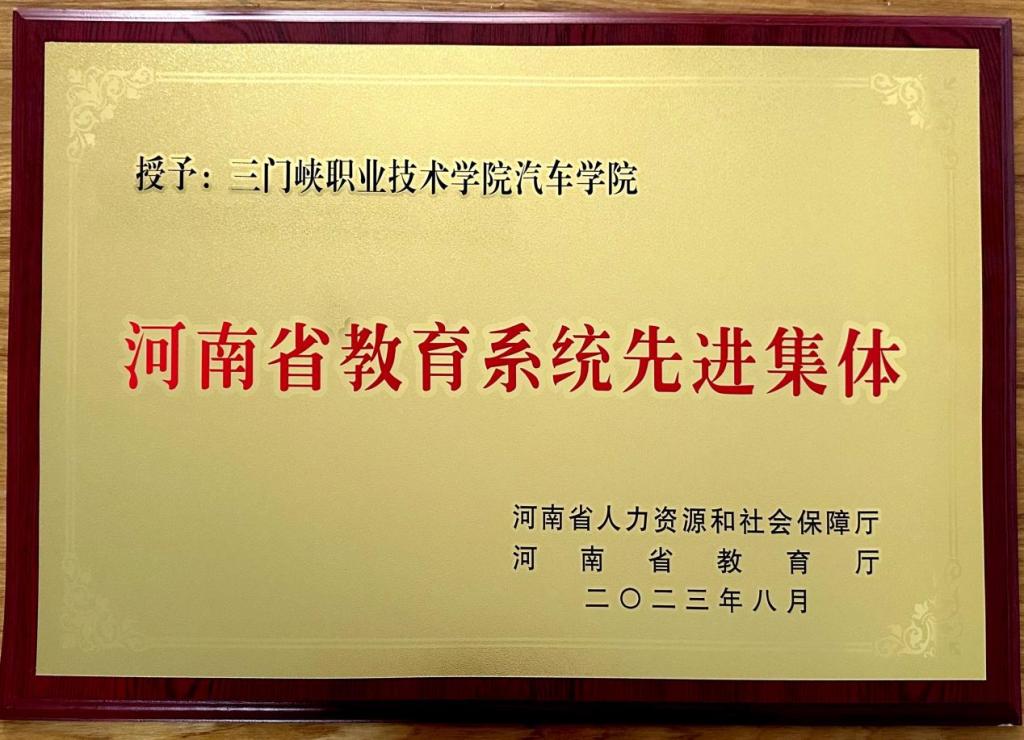 授予：三门峡职业技术学院汽车学院
河南省教育系统先进集体
河南省人力资源和社会保障厅
河南省教育厅
二〇二三年八月